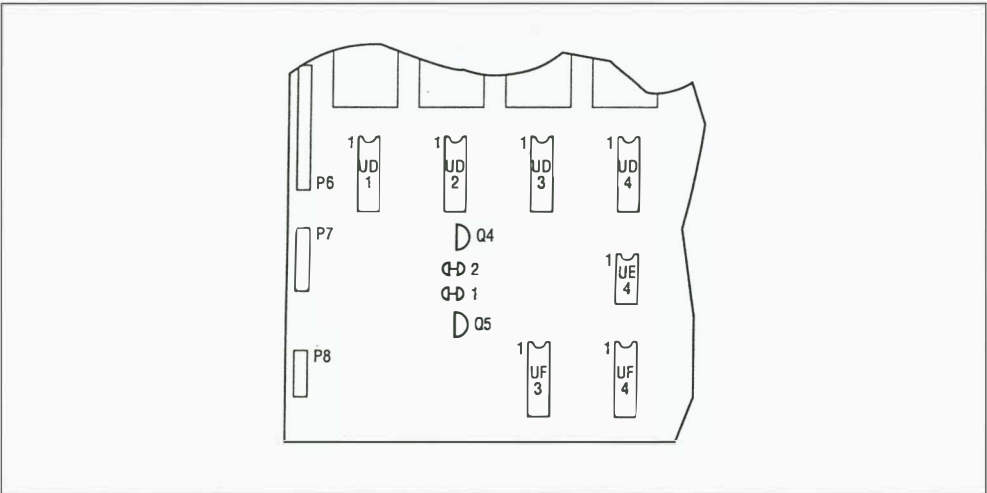 1 UD 1
1 UD 2
1 UD 3
1 UD 4
P6
P7
Q4
2
1
Q5
1 UE 4
P8
1 UF 3
1 UF 4